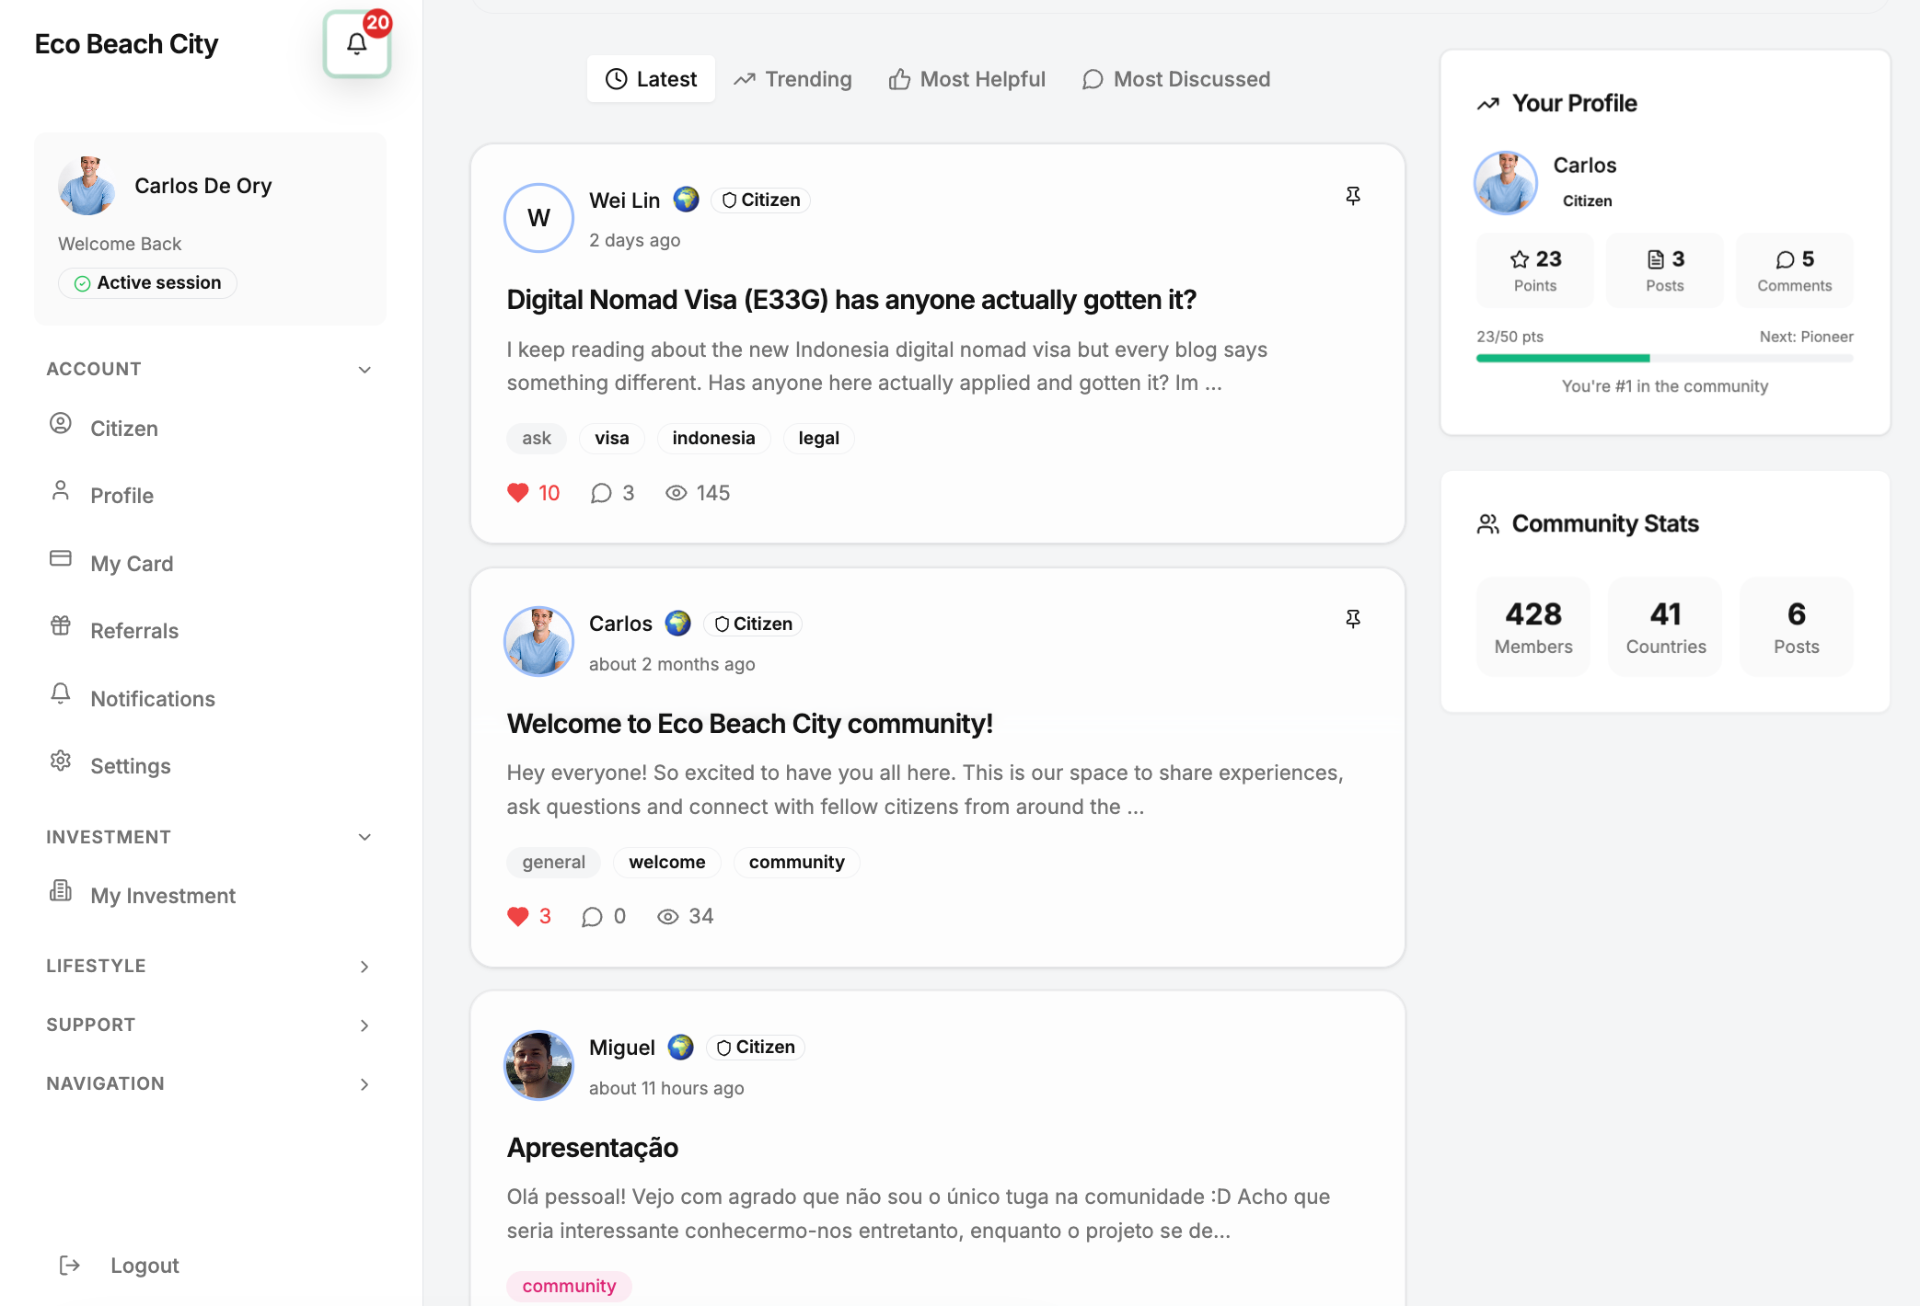 Eco Beach City
20
Carlos De Ory
Welcome Back
Active session
ACCOUNT
Citizen
Profile
My Card
Referrals
Notifications
Settings
INVESTMENT
My Investment
LIFESTYLE
SUPPORT
NAVIGATION
Logout
Latest
Trending
Most Helpful
Most Discussed
W
Wei Lin
Citizen
2 days ago
Digital Nomad Visa (E33G) has anyone actually gotten it?
I keep reading about the new Indonesia digital nomad visa but every blog says
something different. Has anyone here actually applied and gotten it? Im ...
ask visa indonesia legal
10 3 145
Carlos
Citizen
about 2 months ago
Welcome to Eco Beach City community!
Hey everyone! So excited to have you all here. This is our space to share experiences,
ask questions and connect with fellow citizens from around the ...
general welcome community
3 0 34
Miguel
Citizen
about 11 hours ago
Apresentação
Olá pessoal! Vejo com agrado que não sou o único tuga na comunidade :D Acho que
seria interessante conhecermo-nos entretanto, enquanto o projeto se de...
community
Your Profile
Carlos
Citizen
23 3 5
Points Posts Comments
23/50 pts Next: Pioneer
You're #1 in the community
Community Stats
428 41 6
Members Countries Posts